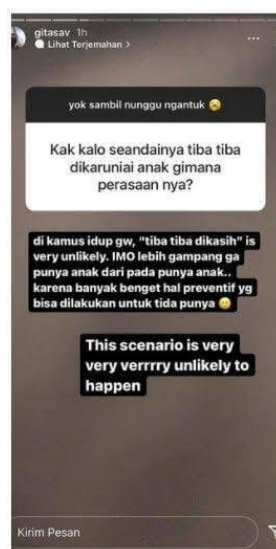 gitasav 1h
Lihat Terjemahan >
yok sambil nunggu ngantuk 😪
Kak kalo seandainya tiba tiba
dikaruniai anak gimana
perasaan nya?
di kamus idup gw, "tiba tiba dikasih" is
very unlikely. IMO lebih gampang ga
punya anak dari pada punya anak..
karena banyak benget hal preventif yg
bisa dilakukan untuk tida punya 🙂
This scenario is very
very verrrry unlikely to
happen
Kirim Pesan